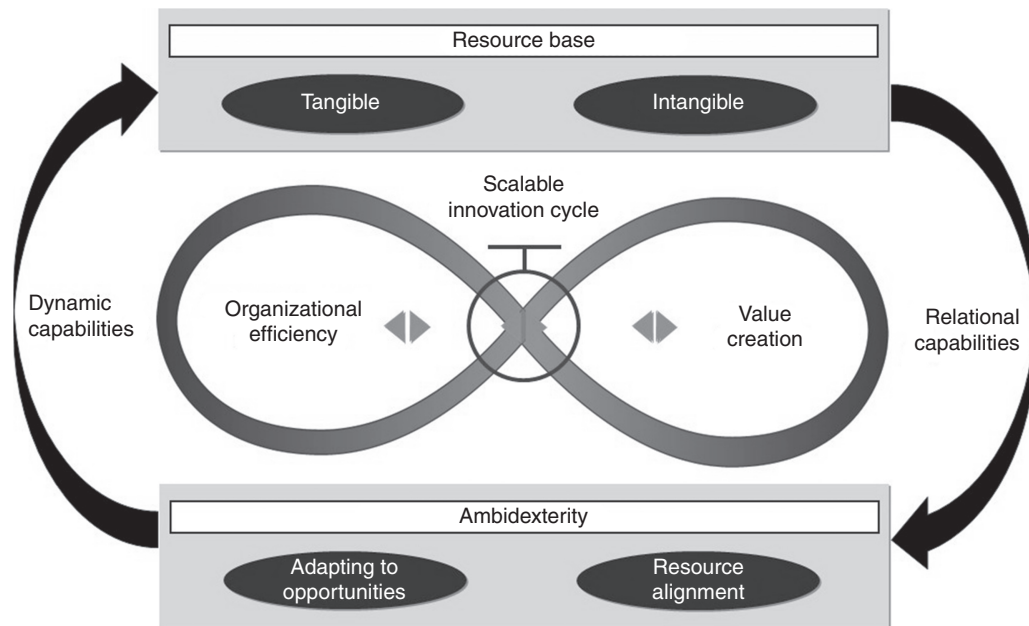 Resource base
Tangible
Intangible
Scalable
innovation cycle
Dynamic
capabilities
Organizational
efficiency
Value
creation
Relational
capabilities
Ambidexterity
Adapting to
opportunities
Resource
alignment